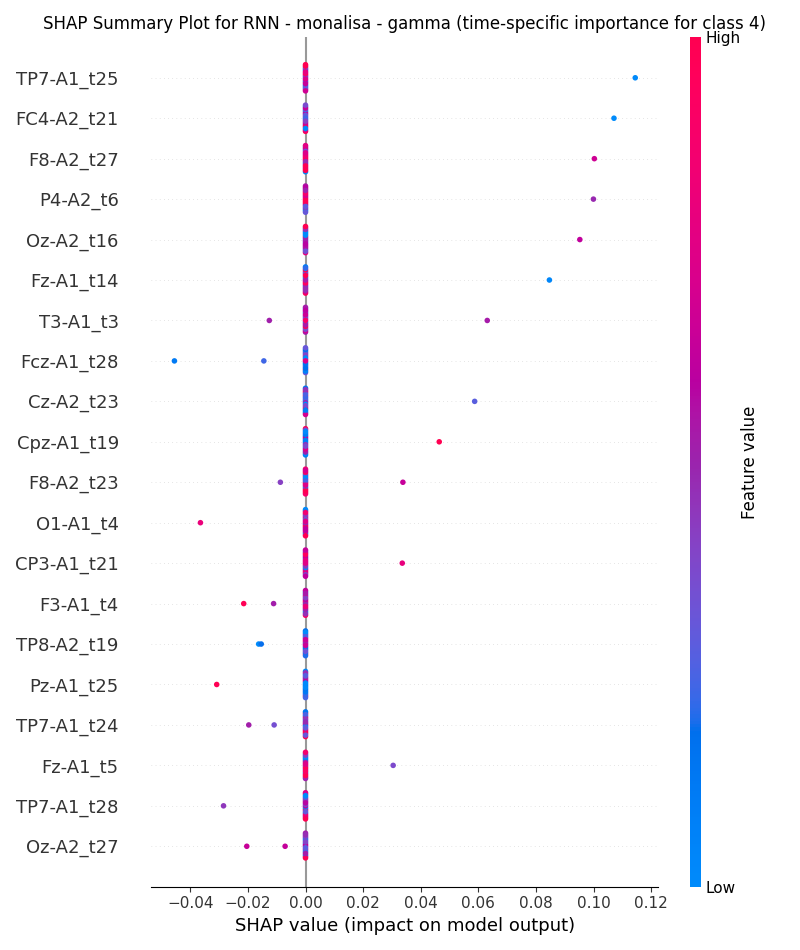 SHAP Summary Plot for RNN - monalisa - gamma (time-specific importance for class 4)
High
TP7-A1_t25
FC4-A2_t21
F8-A2_t27
P4-A2_t6
Oz-A2_t16
Fz-A1_t14
T3-A1_t3
Fcz-A1_t28
Cz-A2_t23
Cpz-A1_t19
F8-A2_t23
O1-A1_t4
CP3-A1_t21
F3-A1_t4
TP8-A2_t19
Pz-A1_t25
TP7-A1_t24
Fz-A1_t5
TP7-A1_t28
Oz-A2_t27
Feature value
Low
−0.04 −0.02 0.00 0.02 0.04 0.06 0.08 0.10 0.12
SHAP value (impact on model output)